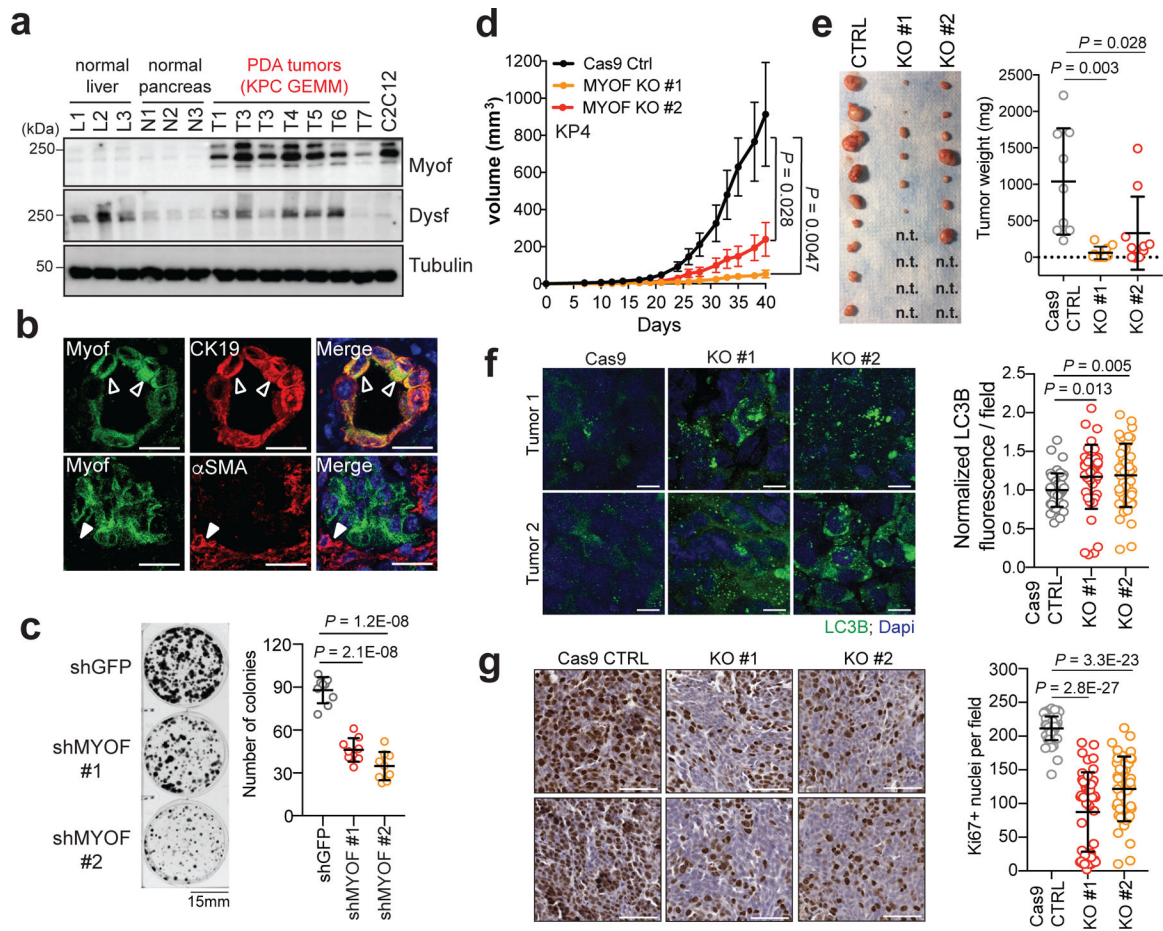 a
normal liver
normal pancreas
PDA tumors (KPC GEMM)
(kDa)
L1 L2 L3 N1 N2 N3 T1 T3 T3 T4 T5 T6 T7 C2C12
250
Myof
250
Dysf
50
Tubulin
b
Myof
CK19
Merge
Myof
αSMA
Merge
c
shGFP
shMYOF #1
shMYOF #2
15mm
Number of colonies
120
90
60
30
0
P = 1.2E-08
P = 2.1E-08
shGFP
shMYOF #1
shMYOF #2
d
volume (mm³)
1200
1000
800
600
400
200
0
Cas9 Ctrl
MYOF KO #1
MYOF KO #2
KP4
P = 0.028
P = 0.0047
0 5 10 15 20 25 30 35 40
Days
e
CTRL
KO #1
KO #2
n.t.
n.t. n.t.
n.t. n.t.
n.t. n.t.
Tumor weight (mg)
2500
2000
1500
1000
500
0
P = 0.028
P = 0.003
Cas9 CTRL
KO #1
KO #2
f
Cas9
KO #1
KO #2
Tumor 1
Tumor 2
LC3B; Dapi
Normalized LC3B
fluorescence / field
2.5
2.0
1.5
1.0
0.5
0.0
P = 0.005
P = 0.013
Cas9
CTRL
KO #1
KO #2
g
Cas9 CTRL
KO #1
KO #2
Ki67+ nuclei per field
300
250
200
150
100
50
0
P = 3.3E-23
P = 2.8E-27
Cas9
CTRL
KO #1
KO #2